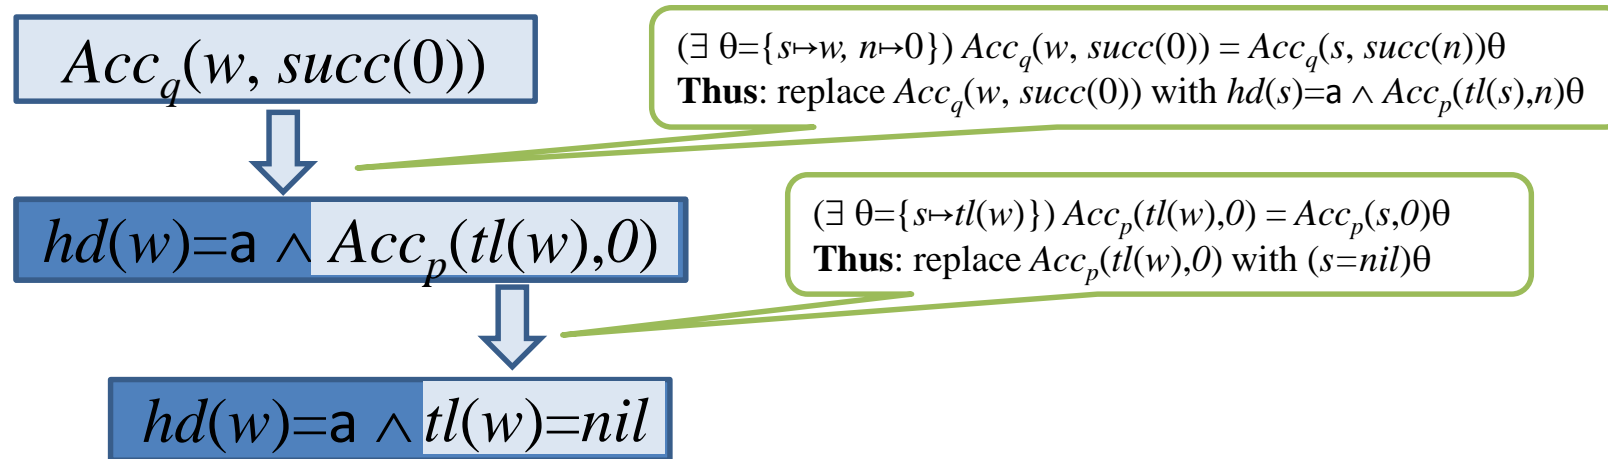 Acc_q(w, succ(0))
(∃ θ={s↦w, n↦0}) Acc_q(w, succ(0)) = Acc_q(s, succ(n))θ
Thus: replace Acc_q(w, succ(0)) with hd(s)=a ∧ Acc_p(tl(s),n)θ
hd(w)=a ∧ Acc_p(tl(w),0)
(∃ θ={s↦tl(w)}) Acc_p(tl(w),0) = Acc_p(s,0)θ
Thus: replace Acc_p(tl(w),0) with (s=nil)θ
hd(w)=a ∧ tl(w)=nil